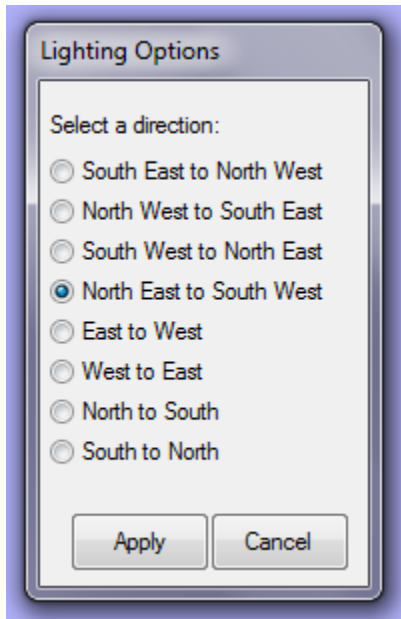 Lighting Options
Select a direction:
South East to North West
North West to South East
South West to North East
North East to South West
East to West
West to East
North to South
South to North
Apply
Cancel